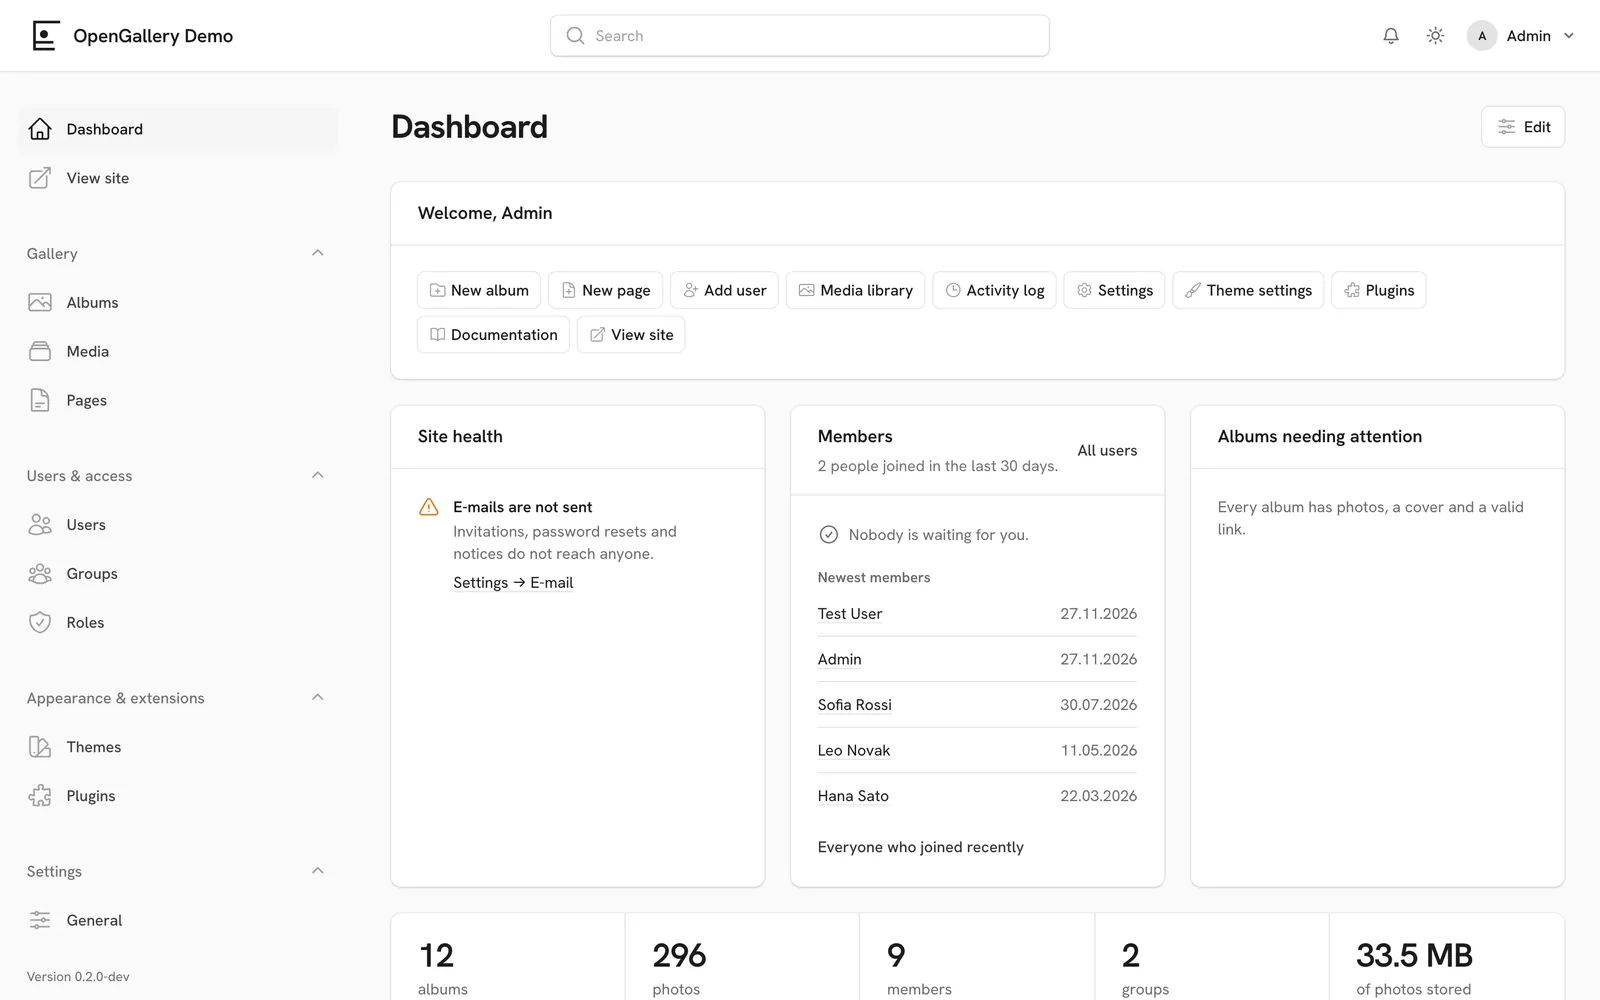 OpenGallery Demo
Search
A
Admin
Dashboard
View site
Gallery
Albums
Media
Pages
Users & access
Users
Groups
Roles
Appearance & extensions
Themes
Plugins
Settings
General
Version 0.2.0-dev
Dashboard
Edit
Welcome, Admin
New album
New page
Add user
Media library
Activity log
Settings
Theme settings
Plugins
Documentation
View site
Site health
E-mails are not sent
Invitations, password resets and
notices do not reach anyone.
Settings → E-mail
Members
2 people joined in the last 30 days.
All users
Nobody is waiting for you.
Newest members
Test User 27.11.2026
Admin 27.11.2026
Sofia Rossi 30.07.2026
Leo Novak 11.05.2026
Hana Sato 22.03.2026
Everyone who joined recently
Albums needing attention
Every album has photos, a cover and a valid
link.
12
albums
296
photos
9
members
2
groups
33.5 MB
of photos stored